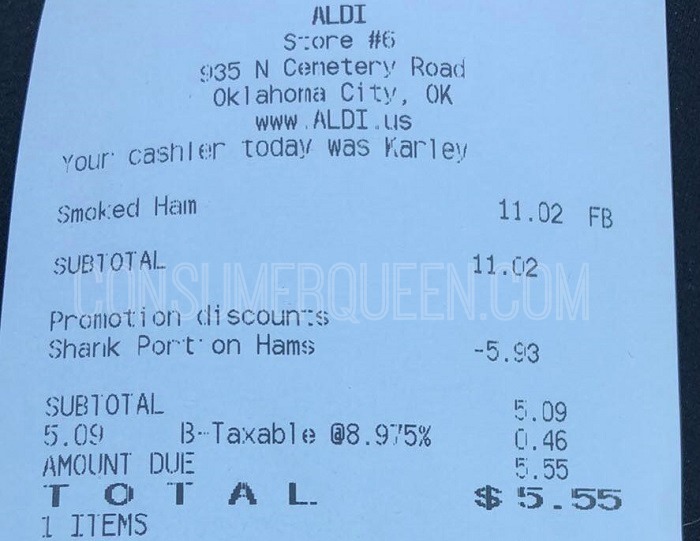 ALDI
Store #6
935 N Cemetery Road
Oklahoma City, OK
www.ALDI.us
Your cashier today was Karley
Smoked Ham 11.02 FB
SUBTOTAL 11.02
CONSUMERQUEEN.COM
Promotion discounts
Shank Portion Hams -5.93
SUBTOTAL 5.09
5.09 B-Taxable @8.975% 0.46
AMOUNT DUE 5.55
TOTAL $5.55
1 ITEMS